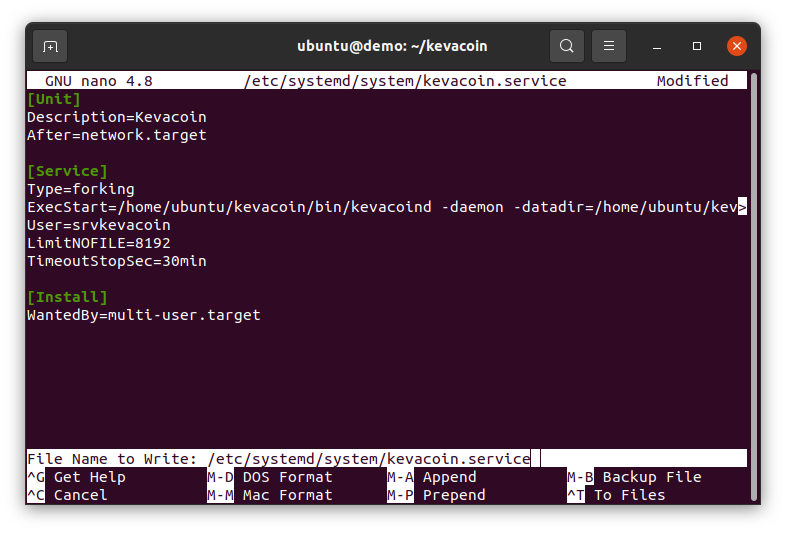 ubuntu@demo: ~/kevacoin
GNU nano 4.8 /etc/systemd/system/kevacoin.service Modified
[Unit]
Description=Kevacoin
After=network.target
[Service]
Type=forking
ExecStart=/home/ubuntu/kevacoin/bin/kevacoind -daemon -datadir=/home/ubuntu/kev>
User=srvkevacoin
LimitNOFILE=8192
TimeoutStopSec=30min
[Install]
WantedBy=multi-user.target
File Name to Write: /etc/systemd/system/kevacoin.service
^G Get Help M-D DOS Format M-A Append M-B Backup File
^C Cancel M-M Mac Format M-P Prepend ^T To Files